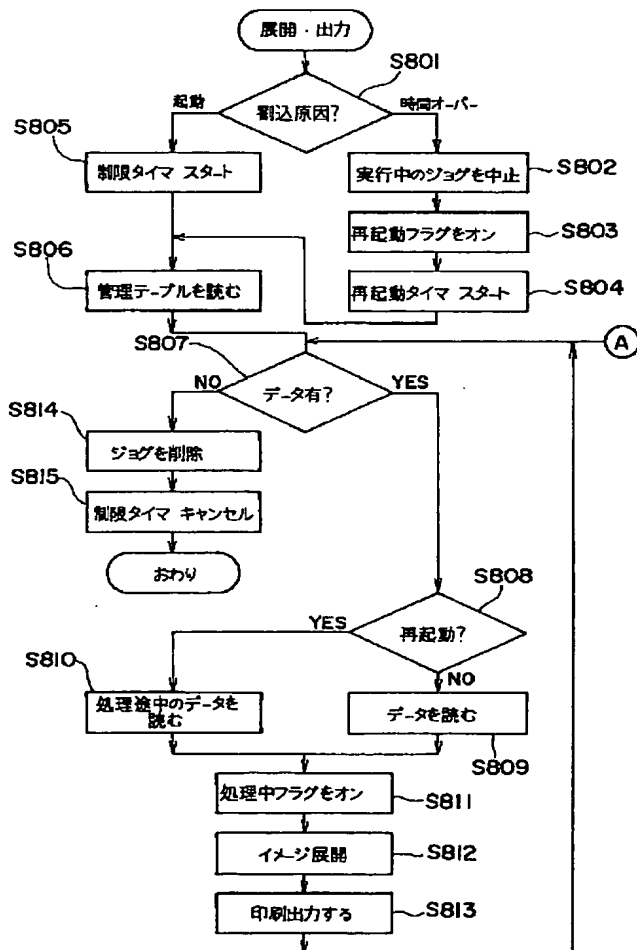 展開・出力
S801
割込原因?
起動
時間オーバー
S805
制限タイマ スタート
実行中のジョグを中止
S802
再起動フラグをオン
S803
S806
管理テーブルを読む
再起動タイマ スタート
S804
A
S807
データ有?
NO
YES
S814
ジョグを削除
S815
制限タイマ キャンセル
おわり
S808
再起動?
YES
NO
S810
処理途中のデータを
読む
データを読む
S809
処理中フラグをオン
S811
イメージ展開
S812
印刷出力する
S813